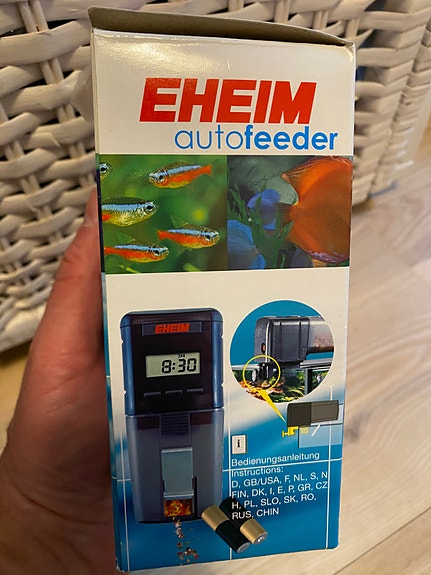 EHEIM
autofeeder
EHEIM
8:30
i
Bedienungsanleitung
Instructions:
D, GB/USA, F, NL, S, N
FIN, DK, I, E, P, GR, CZ
H, PL, SLO, SK, RO,
RUS, CHIN